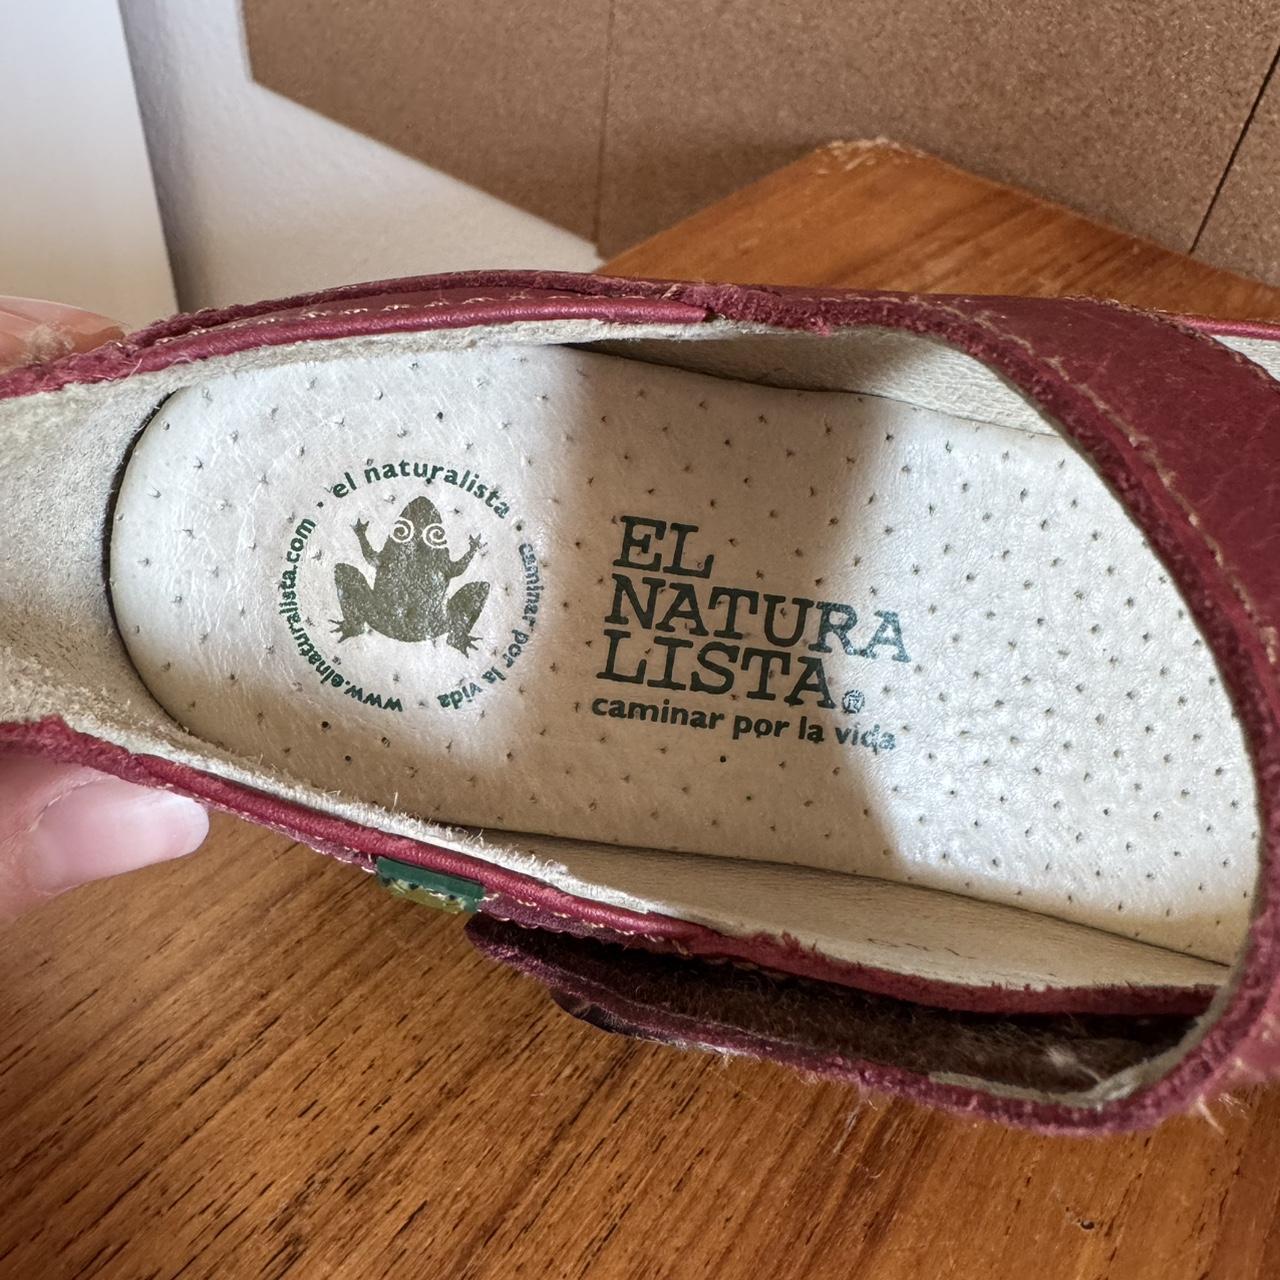 el naturalista · caminar por la vida · www.elnaturalista.com ·
EL
NATURA
LISTA®
caminar por la vida